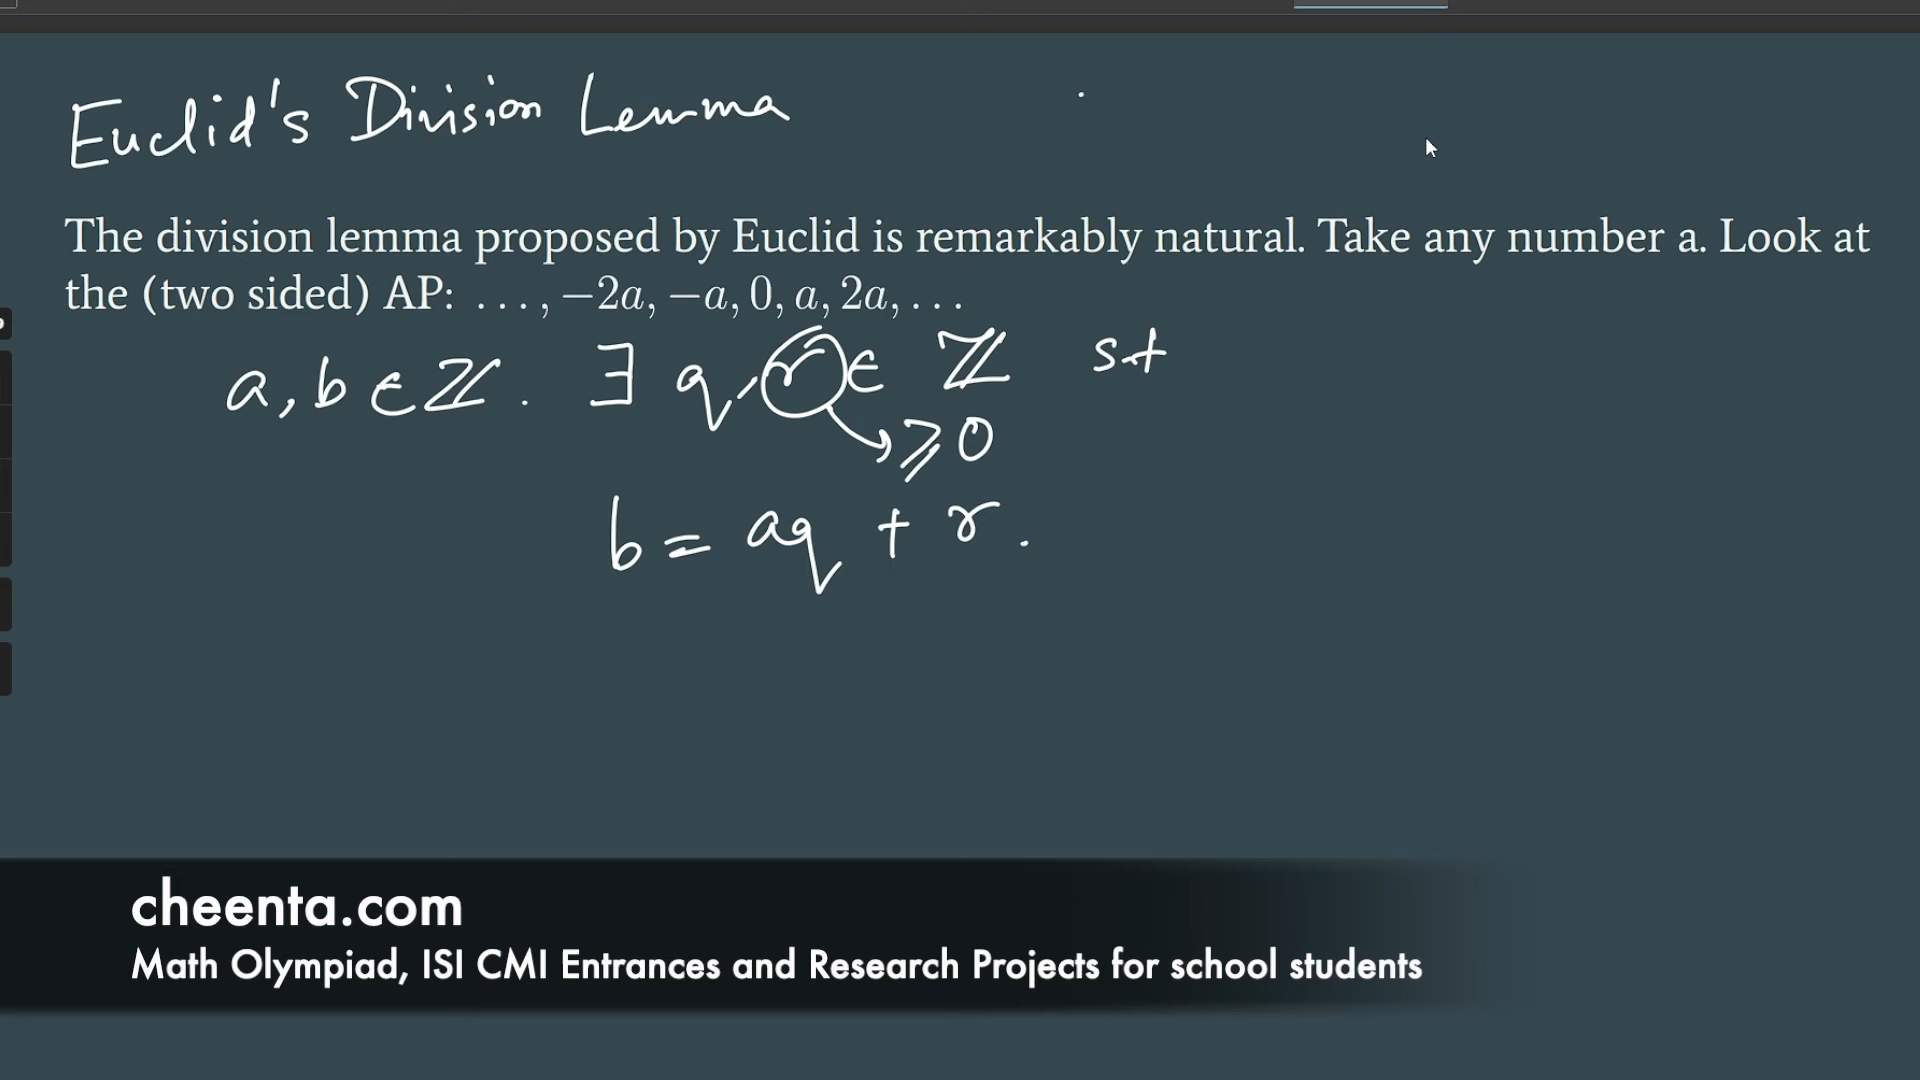 Euclid's Division Lemma
The division lemma proposed by Euclid is remarkably natural. Take any number a. Look at
the (two sided) AP: ..., −2a, −a, 0, a, 2a, ...
a, b ∈ ℤ. ∃ q, r ∈ ℤ st
≥ 0
b = aq + r.
cheenta.com
Math Olympiad, ISI CMI Entrances and Research Projects for school students